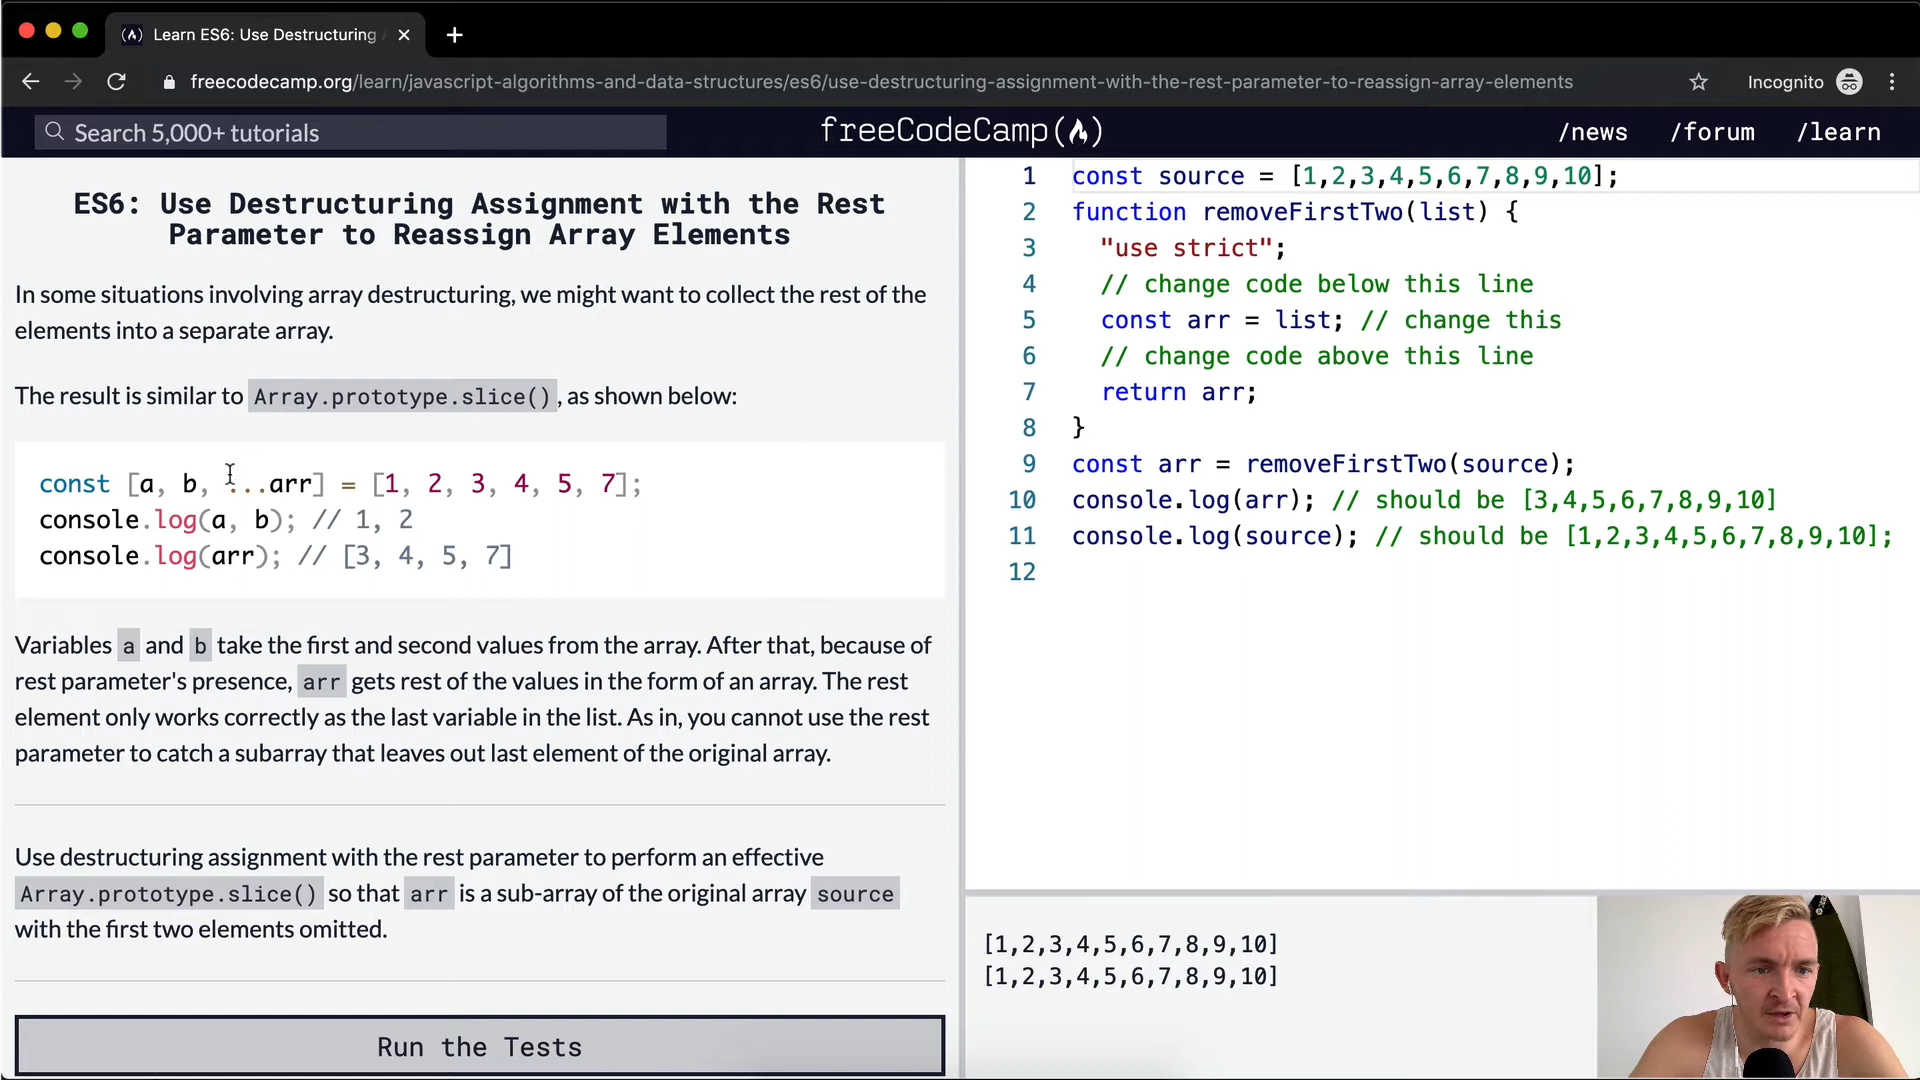 Learn ES6: Use Destructuring
freecodecamp.org/learn/javascript-algorithms-and-data-structures/es6/use-destructuring-assignment-with-the-rest-parameter-to-reassign-array-elements
Incognito
Search 5,000+ tutorials
freeCodeCamp
/news
/forum
/learn
ES6: Use Destructuring Assignment with the Rest
Parameter to Reassign Array Elements
In some situations involving array destructuring, we might want to collect the rest of the
elements into a separate array.
The result is similar to Array.prototype.slice(), as shown below:
const [a, b, ...arr] = [1, 2, 3, 4, 5, 7];
console.log(a, b); // 1, 2
console.log(arr); // [3, 4, 5, 7]
Variables a and b take the first and second values from the array. After that, because of
rest parameter's presence, arr gets rest of the values in the form of an array. The rest
element only works correctly as the last variable in the list. As in, you cannot use the rest
parameter to catch a subarray that leaves out last element of the original array.
Use destructuring assignment with the rest parameter to perform an effective
Array.prototype.slice() so that arr is a sub-array of the original array source
with the first two elements omitted.
Run the Tests
1 const source = [1,2,3,4,5,6,7,8,9,10];
2 function removeFirstTwo(list) {
3 "use strict";
4 // change code below this line
5 const arr = list; // change this
6 // change code above this line
7 return arr;
8 }
9 const arr = removeFirstTwo(source);
10 console.log(arr); // should be [3,4,5,6,7,8,9,10]
11 console.log(source); // should be [1,2,3,4,5,6,7,8,9,10];
12
[1,2,3,4,5,6,7,8,9,10]
[1,2,3,4,5,6,7,8,9,10]